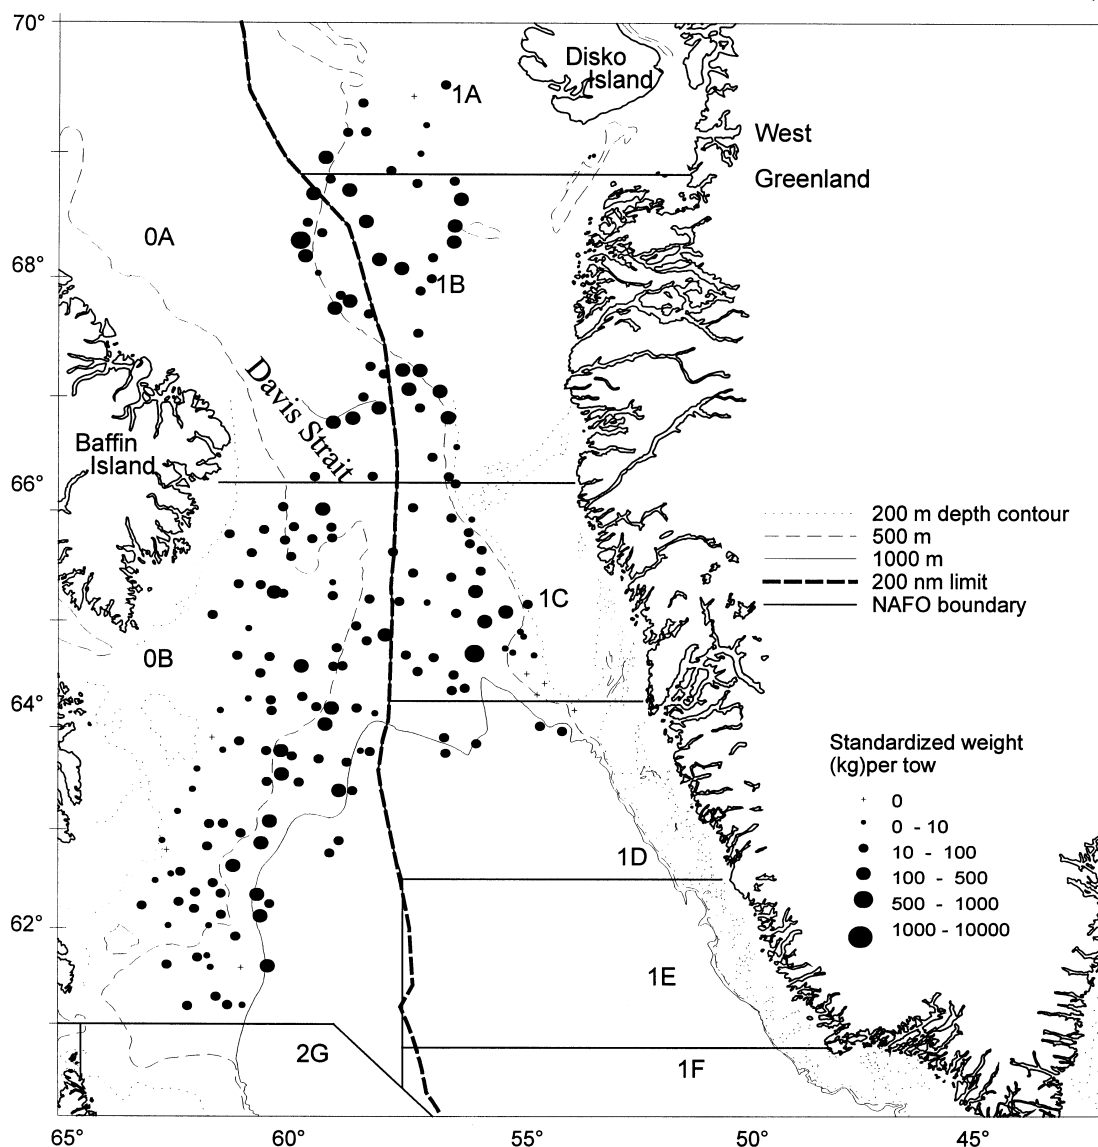 70°
Disko
Island
1A
West
Greenland
0A
68°
1B
Davis Strait
Baffin
Island
66°
200 m depth contour
500 m
1000 m
200 nm limit
NAFO boundary
1C
0B
64°
Standardized weight
(kg)per tow
0
0 - 10
10 - 100
100 - 500
500 - 1000
1000 - 10000
1D
62°
1E
2G
1F
65°
60°
55°
50°
45°